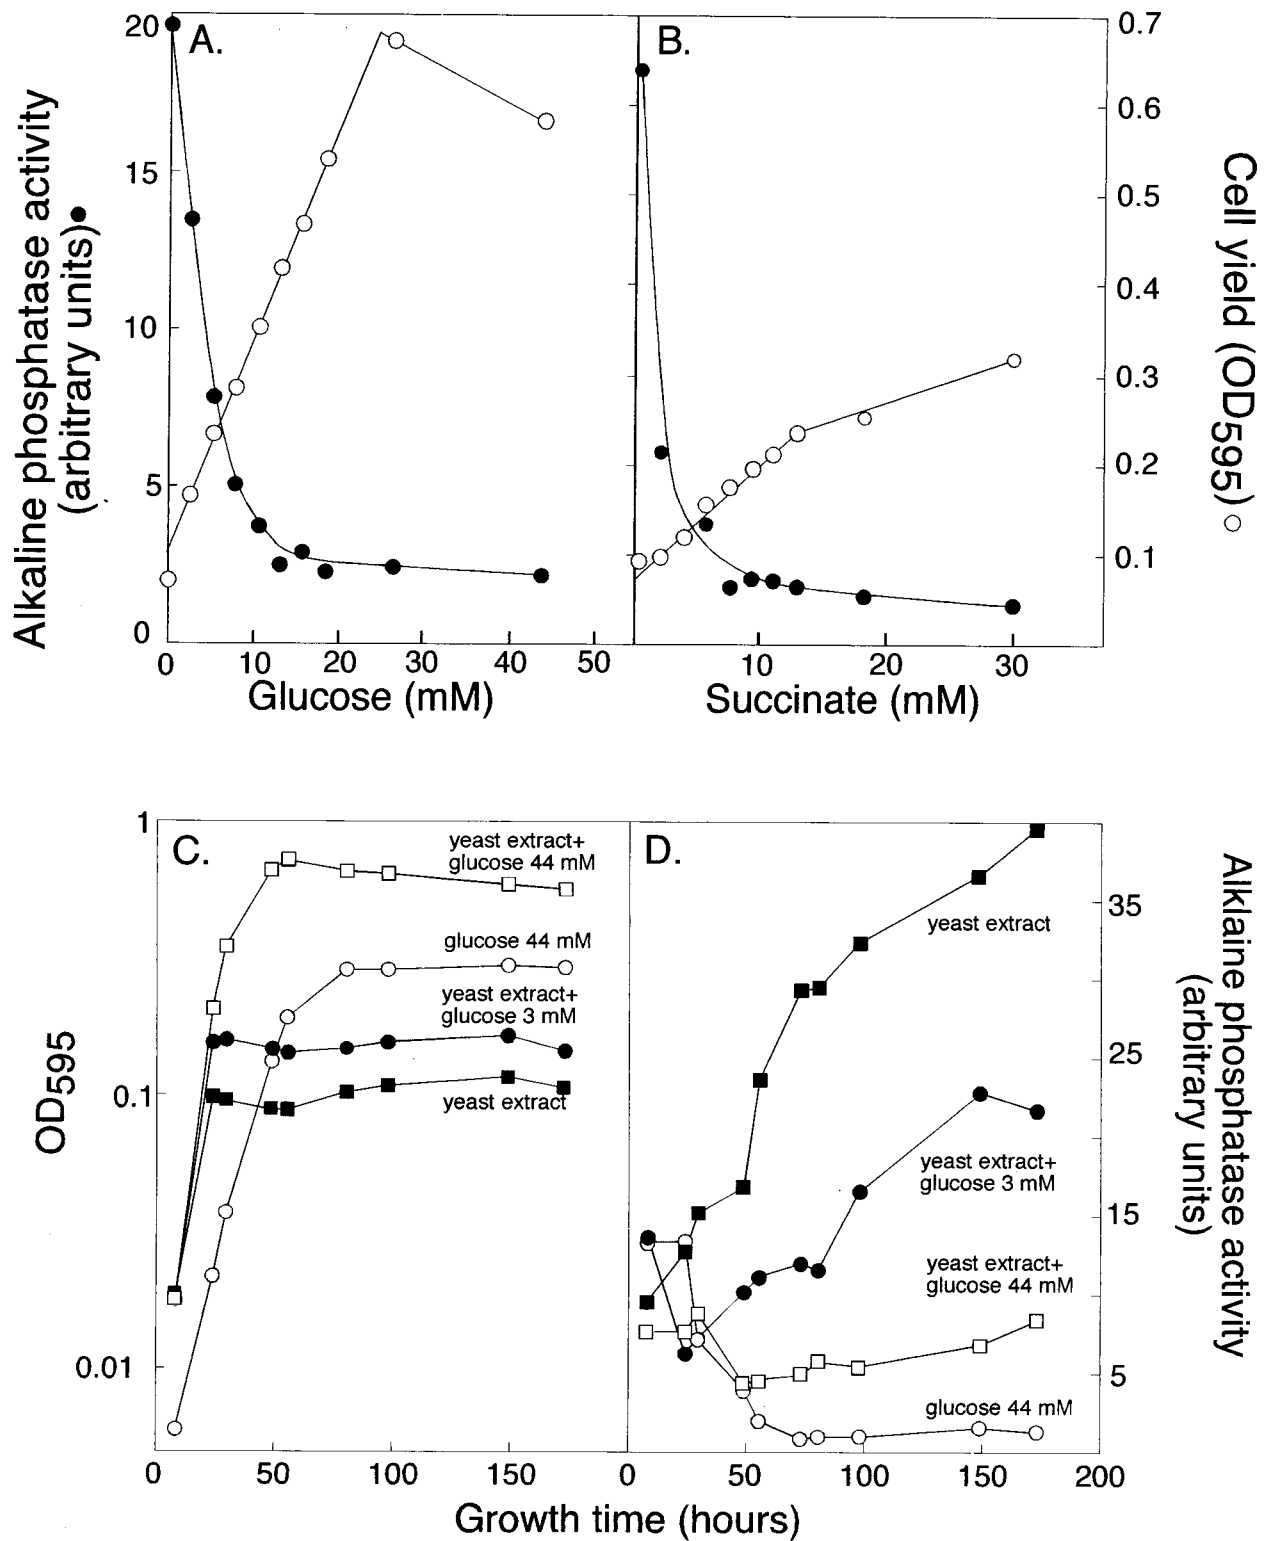 A.
B.
20
15
10
5
0
Alkaline phosphatase activity
(arbitrary units)●
0.7
0.6
0.5
0.4
0.3
0.2
0.1
Cell yield (OD595)○
0 10 20 30 40 50
Glucose (mM)
10 20 30
Succinate (mM)
C.
1
0.1
0.01
OD595
yeast extract+
glucose 44 mM
glucose 44 mM
yeast extract+
glucose 3 mM
yeast extract
D.
yeast extract
yeast extract+
glucose 3 mM
yeast extract+
glucose 44 mM
glucose 44 mM
35
25
15
5
Alklaine phosphatase activity
(arbitrary units)
0 50 100 150
0 50 100 150 200
Growth time (hours)